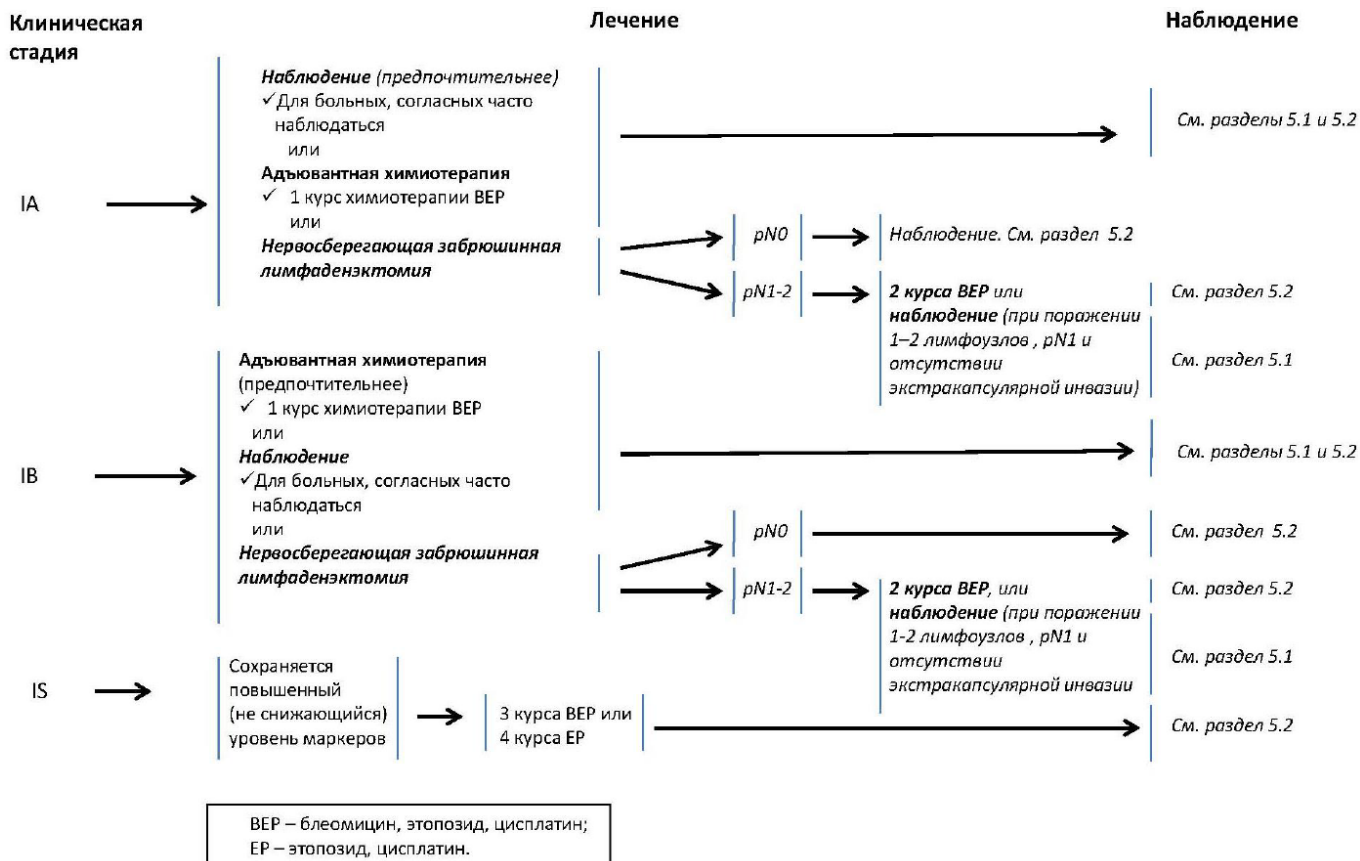 Клиническая
стадия
Лечение
Наблюдение
IA
Наблюдение (предпочтительнее)
✓Для больных, согласных часто
наблюдаться
или
Адъювантная химиотерапия
✓ 1 курс химиотерапии BEP
или
Нервосберегающая забрюшинная
лимфаденэктомия
См. разделы 5.1 и 5.2
pN0
Наблюдение. См. раздел 5.2
pN1-2
2 курса BEP или
наблюдение (при поражении
1–2 лимфоузлов , pN1 и
отсутствии
экстракапсулярной инвазии)
См. раздел 5.2
См. раздел 5.1
IB
Адъювантная химиотерапия
(предпочтительнее)
✓ 1 курс химиотерапии BEP
или
Наблюдение
✓Для больных, согласных часто
наблюдаться
или
Нервосберегающая забрюшинная
лимфаденэктомия
См. разделы 5.1 и 5.2
pN0
См. раздел 5.2
pN1-2
2 курса BEP, или
наблюдение (при поражении
1-2 лимфоузлов , pN1 и
отсутствии
экстракапсулярной инвазии
См. раздел 5.2
См. раздел 5.1
IS
Сохраняется
повышенный
(не снижающийся)
уровень маркеров
3 курса BEP или
4 курса EP
См. раздел 5.2
BEP – блеомицин, этопозид, цисплатин;
EP – этопозид, цисплатин.